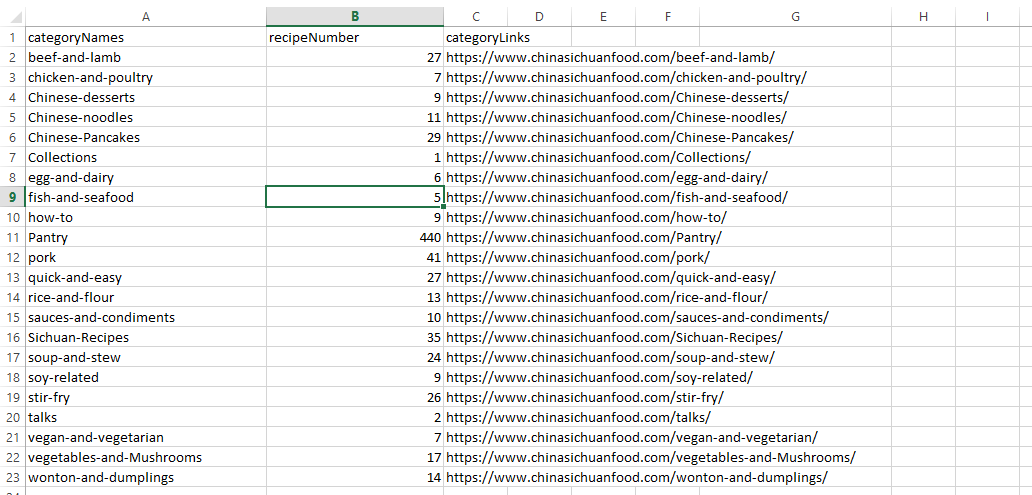 A B C D E F G H I
1 categoryNames recipeNumber categoryLinks
2 beef-and-lamb 27 https://www.chinasichuanfood.com/beef-and-lamb/
3 chicken-and-poultry 7 https://www.chinasichuanfood.com/chicken-and-poultry/
4 Chinese-desserts 9 https://www.chinasichuanfood.com/Chinese-desserts/
5 Chinese-noodles 11 https://www.chinasichuanfood.com/Chinese-noodles/
6 Chinese-Pancakes 29 https://www.chinasichuanfood.com/Chinese-Pancakes/
7 Collections 1 https://www.chinasichuanfood.com/Collections/
8 egg-and-dairy 6 https://www.chinasichuanfood.com/egg-and-dairy/
9 fish-and-seafood 5 https://www.chinasichuanfood.com/fish-and-seafood/
10 how-to 9 https://www.chinasichuanfood.com/how-to/
11 Pantry 440 https://www.chinasichuanfood.com/Pantry/
12 pork 41 https://www.chinasichuanfood.com/pork/
13 quick-and-easy 27 https://www.chinasichuanfood.com/quick-and-easy/
14 rice-and-flour 13 https://www.chinasichuanfood.com/rice-and-flour/
15 sauces-and-condiments 10 https://www.chinasichuanfood.com/sauces-and-condiments/
16 Sichuan-Recipes 35 https://www.chinasichuanfood.com/Sichuan-Recipes/
17 soup-and-stew 24 https://www.chinasichuanfood.com/soup-and-stew/
18 soy-related 9 https://www.chinasichuanfood.com/soy-related/
19 stir-fry 26 https://www.chinasichuanfood.com/stir-fry/
20 talks 2 https://www.chinasichuanfood.com/talks/
21 vegan-and-vegetarian 7 https://www.chinasichuanfood.com/vegan-and-vegetarian/
22 vegetables-and-Mushrooms 17 https://www.chinasichuanfood.com/vegetables-and-Mushrooms/
23 wonton-and-dumplings 14 https://www.chinasichuanfood.com/wonton-and-dumplings/